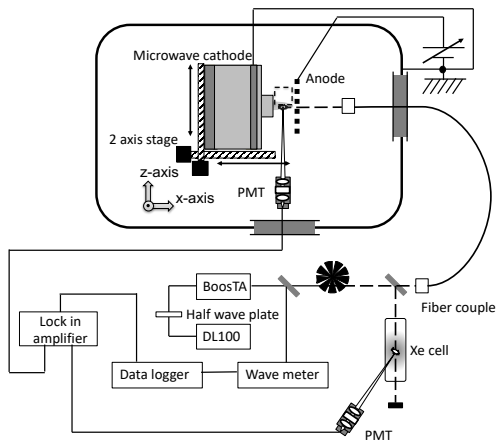 Microwave cathode
Anode
2 axis stage
z-axis
x-axis
PMT
BoosTA
Half wave plate
DL100
Fiber couple
Lock in
amplifier
Data logger
Wave meter
Xe cell
PMT